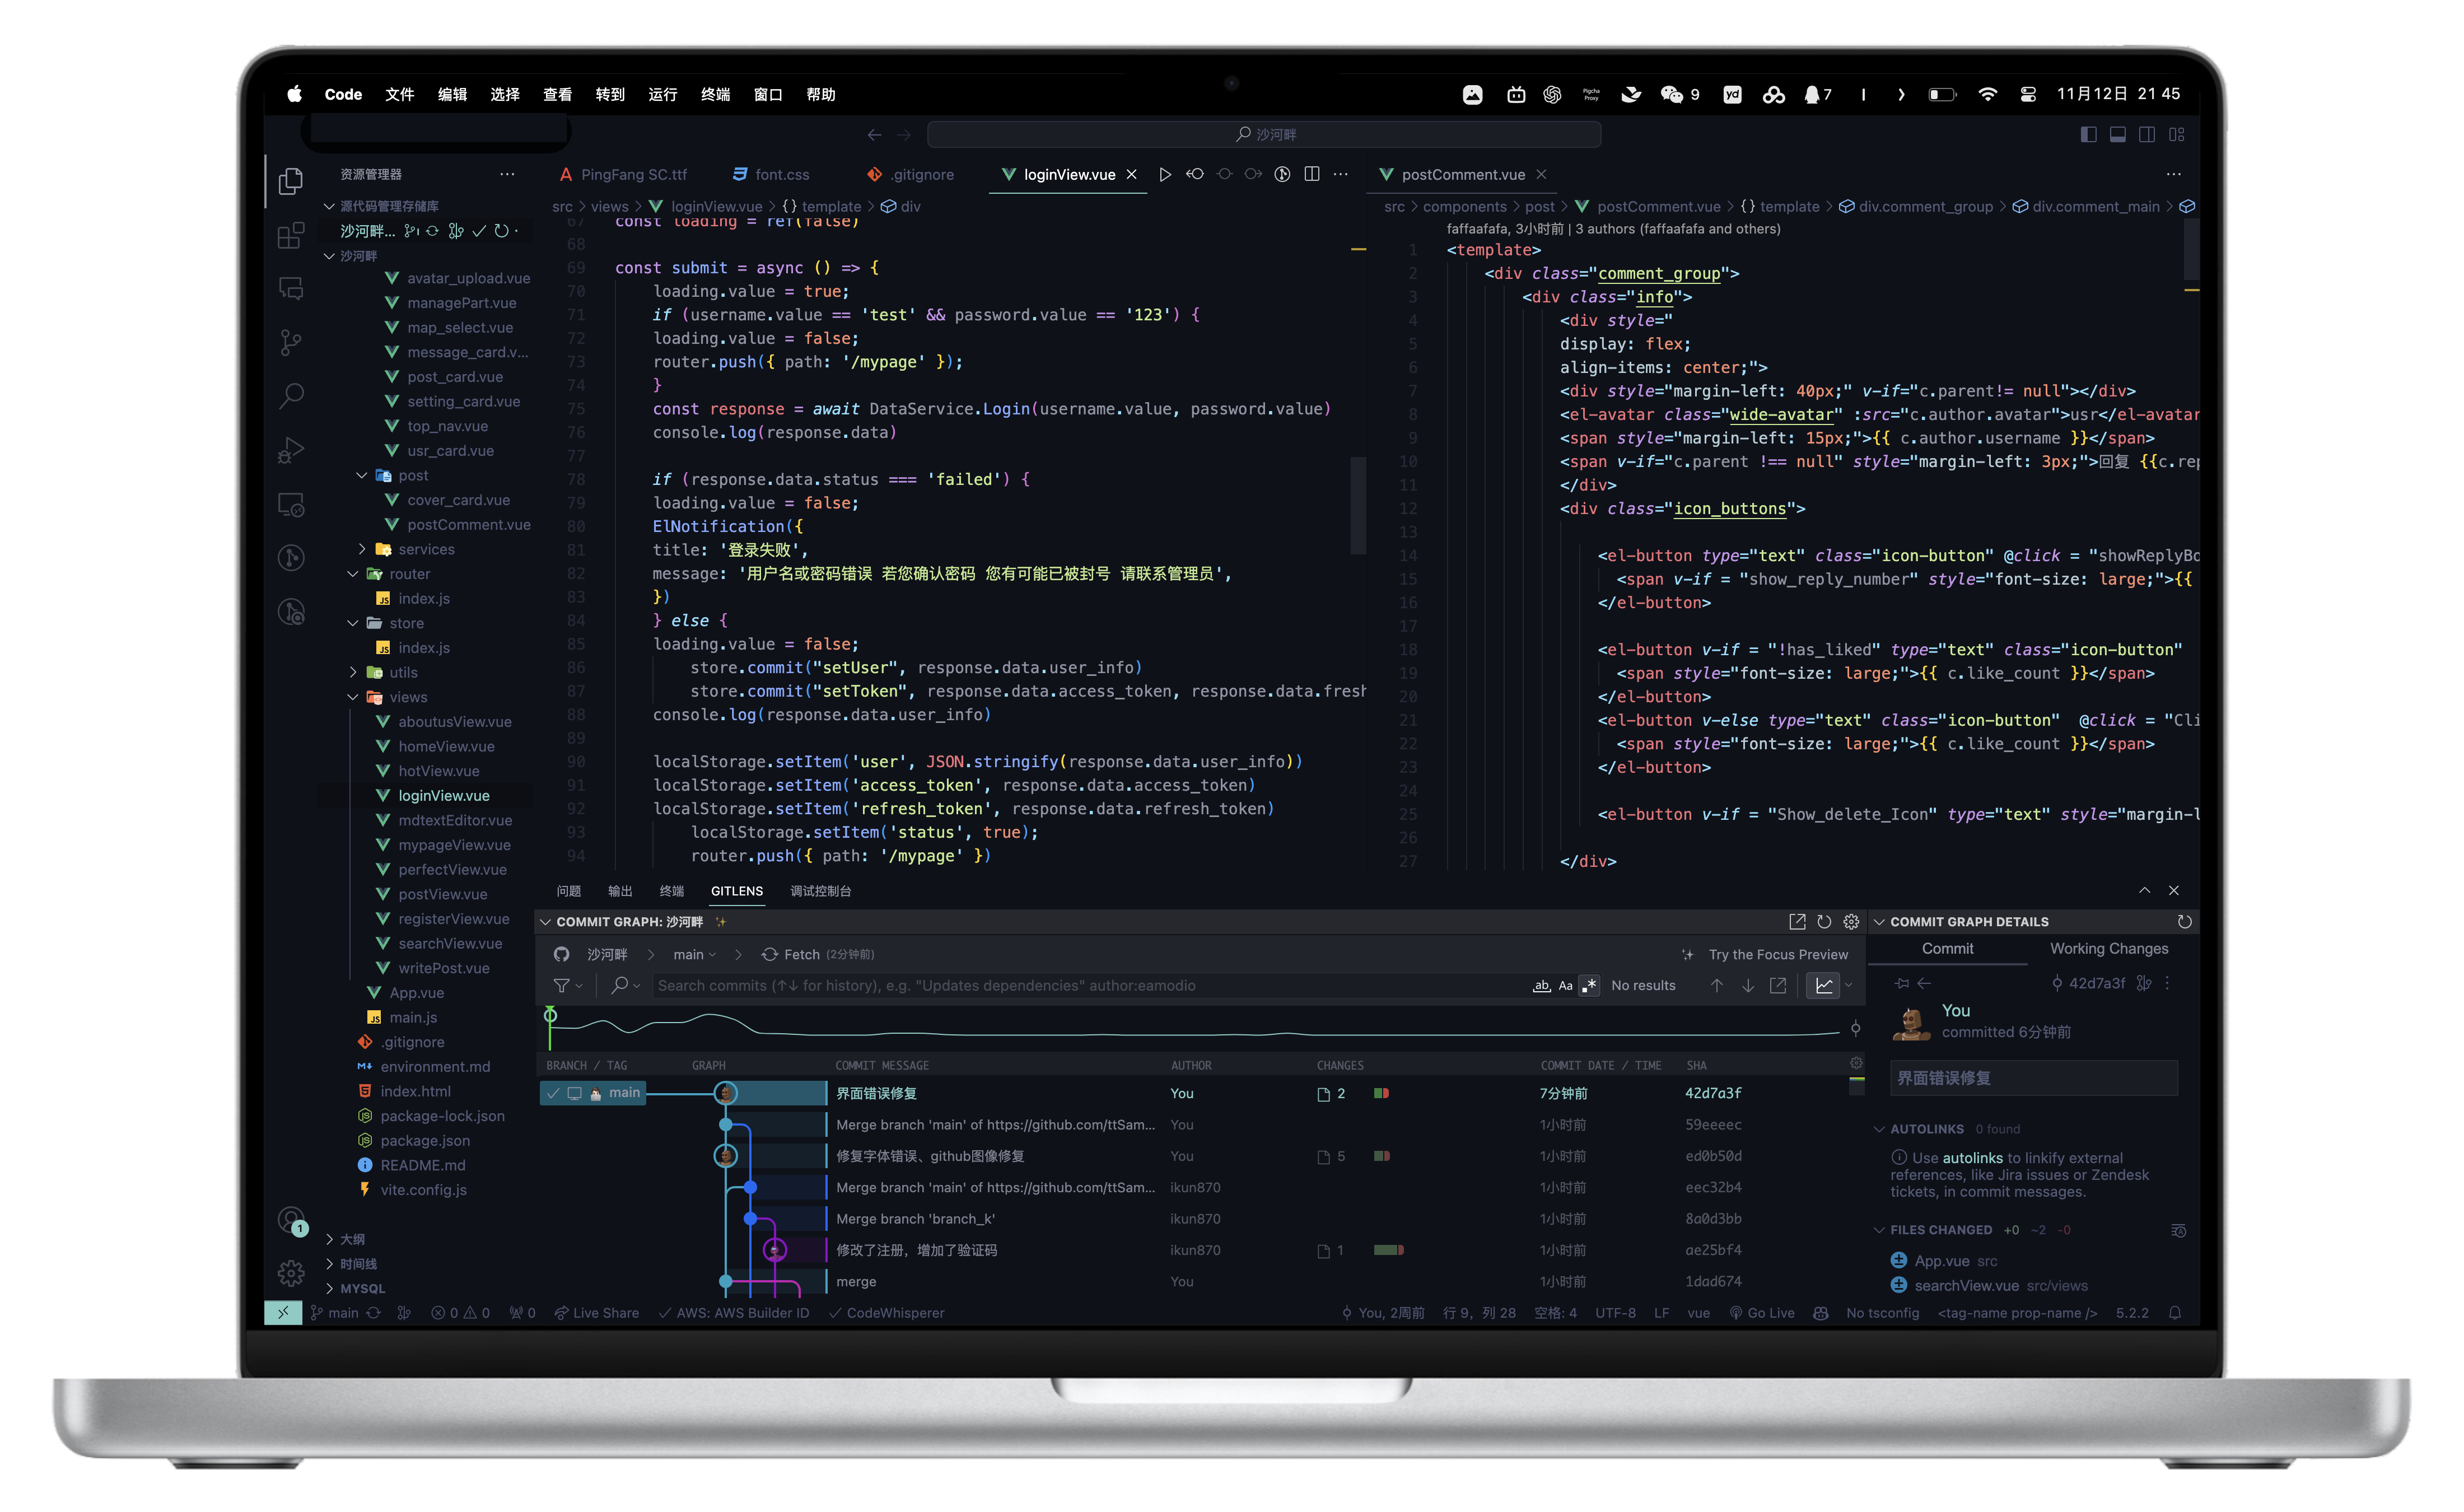 Code 文件 编辑 选择 查看 转到 运行 终端 窗口 帮助 Pigcha Proxy 9 yd 7 11月12日 21 45
沙河畔
资源管理器
源代码管理存储库
沙河畔...
沙河畔
avatar_upload.vue
managePart.vue
map_select.vue
message_card.v...
post_card.vue
setting_card.vue
top_nav.vue
usr_card.vue
post
cover_card.vue
postComment.vue
services
router
index.js
store
index.js
utils
views
aboutusView.vue
homeView.vue
hotView.vue
loginView.vue
mdtextEditor.vue
mypageView.vue
perfectView.vue
postView.vue
registerView.vue
searchView.vue
writePost.vue
App.vue
main.js
.gitignore
environment.md
index.html
package-lock.json
package.json
README.md
vite.config.js
大纲
时间线
MYSQL
PingFang SC.ttf font.css .gitignore loginView.vue
src > views > loginView.vue > {} template > div
67 const loading = ref(false)
68
69 const submit = async () => {
70 loading.value = true;
71 if (username.value == 'test' && password.value == '123') {
72 loading.value = false;
73 router.push({ path: '/mypage' });
74 }
75 const response = await DataService.Login(username.value, password.value)
76 console.log(response.data)
77
78 if (response.data.status === 'failed') {
79 loading.value = false;
80 ElNotification({
81 title: '登录失败',
82 message: '用户名或密码错误 若您确认密码 您有可能已被封号 请联系管理员',
83 })
84 } else {
85 loading.value = false;
86 store.commit("setUser", response.data.user_info)
87 store.commit("setToken", response.data.access_token, response.data.fresh
88 console.log(response.data.user_info)
89
90 localStorage.setItem('user', JSON.stringify(response.data.user_info))
91 localStorage.setItem('access_token', response.data.access_token)
92 localStorage.setItem('refresh_token', response.data.refresh_token)
93 localStorage.setItem('status', true);
94 router.push({ path: '/mypage' })
postComment.vue
src > components > post > postComment.vue > {} template > div.comment_group > div.comment_main >
faffaafafa, 3小时前 | 3 authors (faffaafafa and others)
1 <template>
2 <div class="comment_group">
3 <div class="info">
4 <div style="
5 display: flex;
6 align-items: center;">
7 <div style="margin-left: 40px;" v-if="c.parent!= null"></div>
8 <el-avatar class="wide-avatar" :src="c.author.avatar">usr</el-avatar
9 <span style="margin-left: 15px;">{{ c.author.username }}</span>
10 <span v-if="c.parent !== null" style="margin-left: 3px;">回复 {{c.rep
11 </div>
12 <div class="icon_buttons">
13
14 <el-button type="text" class="icon-button" @click = "showReplyBo
15 <span v-if = "show_reply_number" style="font-size: large;">{{
16 </el-button>
17
18 <el-button v-if = "!has_liked" type="text" class="icon-button"
19 <span style="font-size: large;">{{ c.like_count }}</span>
20 </el-button>
21 <el-button v-else type="text" class="icon-button" @click = "Cli
22 <span style="font-size: large;">{{ c.like_count }}</span>
23 </el-button>
24
25 <el-button v-if = "Show_delete_Icon" type="text" style="margin-l
26
27 </div>
问题 输出 终端 GITLENS 调试控制台
COMMIT GRAPH: 沙河畔
沙河畔 > main > Fetch (2分钟前) Try the Focus Preview
Search commits (↑↓ for history), e.g. "Updates dependencies" author:eamodio ab Aa .* No results
BRANCH / TAG GRAPH COMMIT MESSAGE AUTHOR CHANGES COMMIT DATE / TIME SHA
main 界面错误修复 You 2 7分钟前 42d7a3f
Merge branch 'main' of https://github.com/ttSam... You 1小时前 59eeeec
修复字体错误、github图像修复 You 5 1小时前 ed0b50d
Merge branch 'main' of https://github.com/ttSam... ikun870 1小时前 eec32b4
Merge branch 'branch_k' ikun870 1小时前 8a0d3bb
修改了注册，增加了验证码 ikun870 1 1小时前 ae25bf4
merge You 1小时前 1dad674
COMMIT GRAPH DETAILS
Commit Working Changes
42d7a3f
You
committed 6分钟前
界面错误修复
AUTOLINKS 0 found
Use autolinks to linkify external
references, like Jira issues or Zendesk
tickets, in commit messages.
FILES CHANGED +0 ~2 -0
App.vue src
searchView.vue src/views
1
main 0 0 0 Live Share AWS: AWS Builder ID CodeWhisperer You, 2周前 行 9，列 28 空格: 4 UTF-8 LF vue Go Live No tsconfig <tag-name prop-name /> 5.2.2